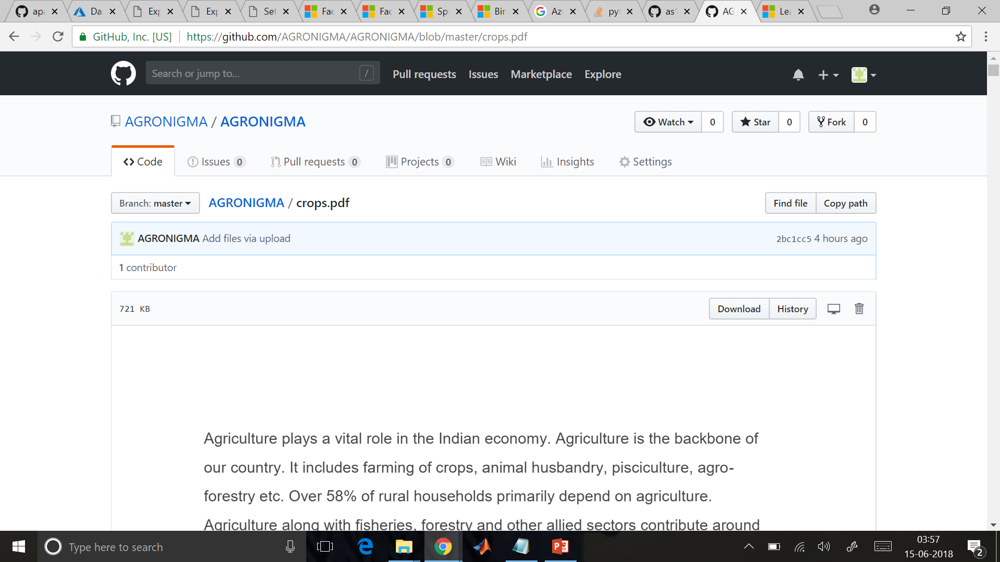 apa
Da
Exp
Exp
Set
Fac
Fac
Spe
Bin
Azu
pyt
as
AG
Lea
GitHub, Inc. [US] https://github.com/AGRONIGMA/AGRONIGMA/blob/master/crops.pdf
Search or jump to... / Pull requests Issues Marketplace Explore
AGRONIGMA / AGRONIGMA Watch 0 Star 0 Fork 0
Code Issues 0 Pull requests 0 Projects 0 Wiki Insights Settings
Branch: master AGRONIGMA / crops.pdf Find file Copy path
AGRONIGMA Add files via upload 2bc1cc5 4 hours ago
1 contributor
721 KB Download History
Agriculture plays a vital role in the Indian economy. Agriculture is the backbone of
our country. It includes farming of crops, animal husbandry, pisciculture, agro-
forestry etc. Over 58% of rural households primarily depend on agriculture.
Agriculture along with fisheries, forestry and other allied sectors contribute around
Type here to search
03:57
15-06-2018
2